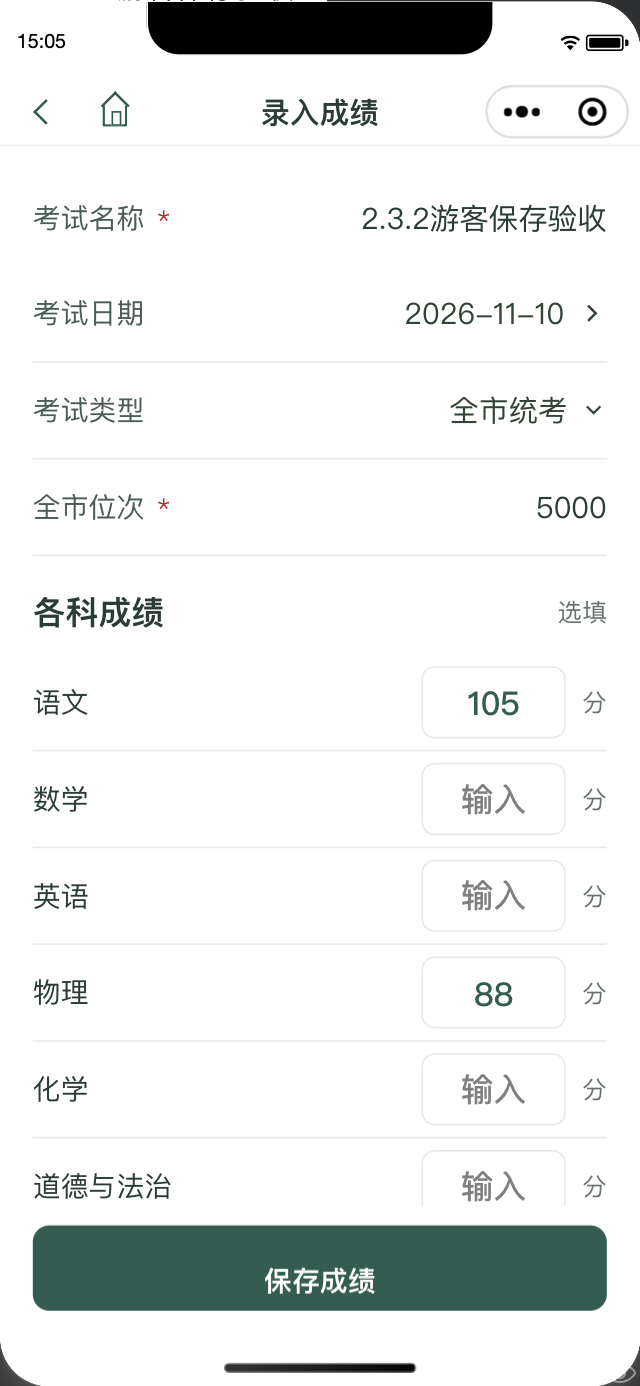 15:05
录入成绩
考试名称 * 2.3.2游客保存验收
考试日期 2026-11-10
考试类型 全市统考
全市位次 * 5000
各科成绩 选填
语文 105 分
数学 输入 分
英语 输入 分
物理 88 分
化学 输入 分
道德与法治 输入 分
保存成绩